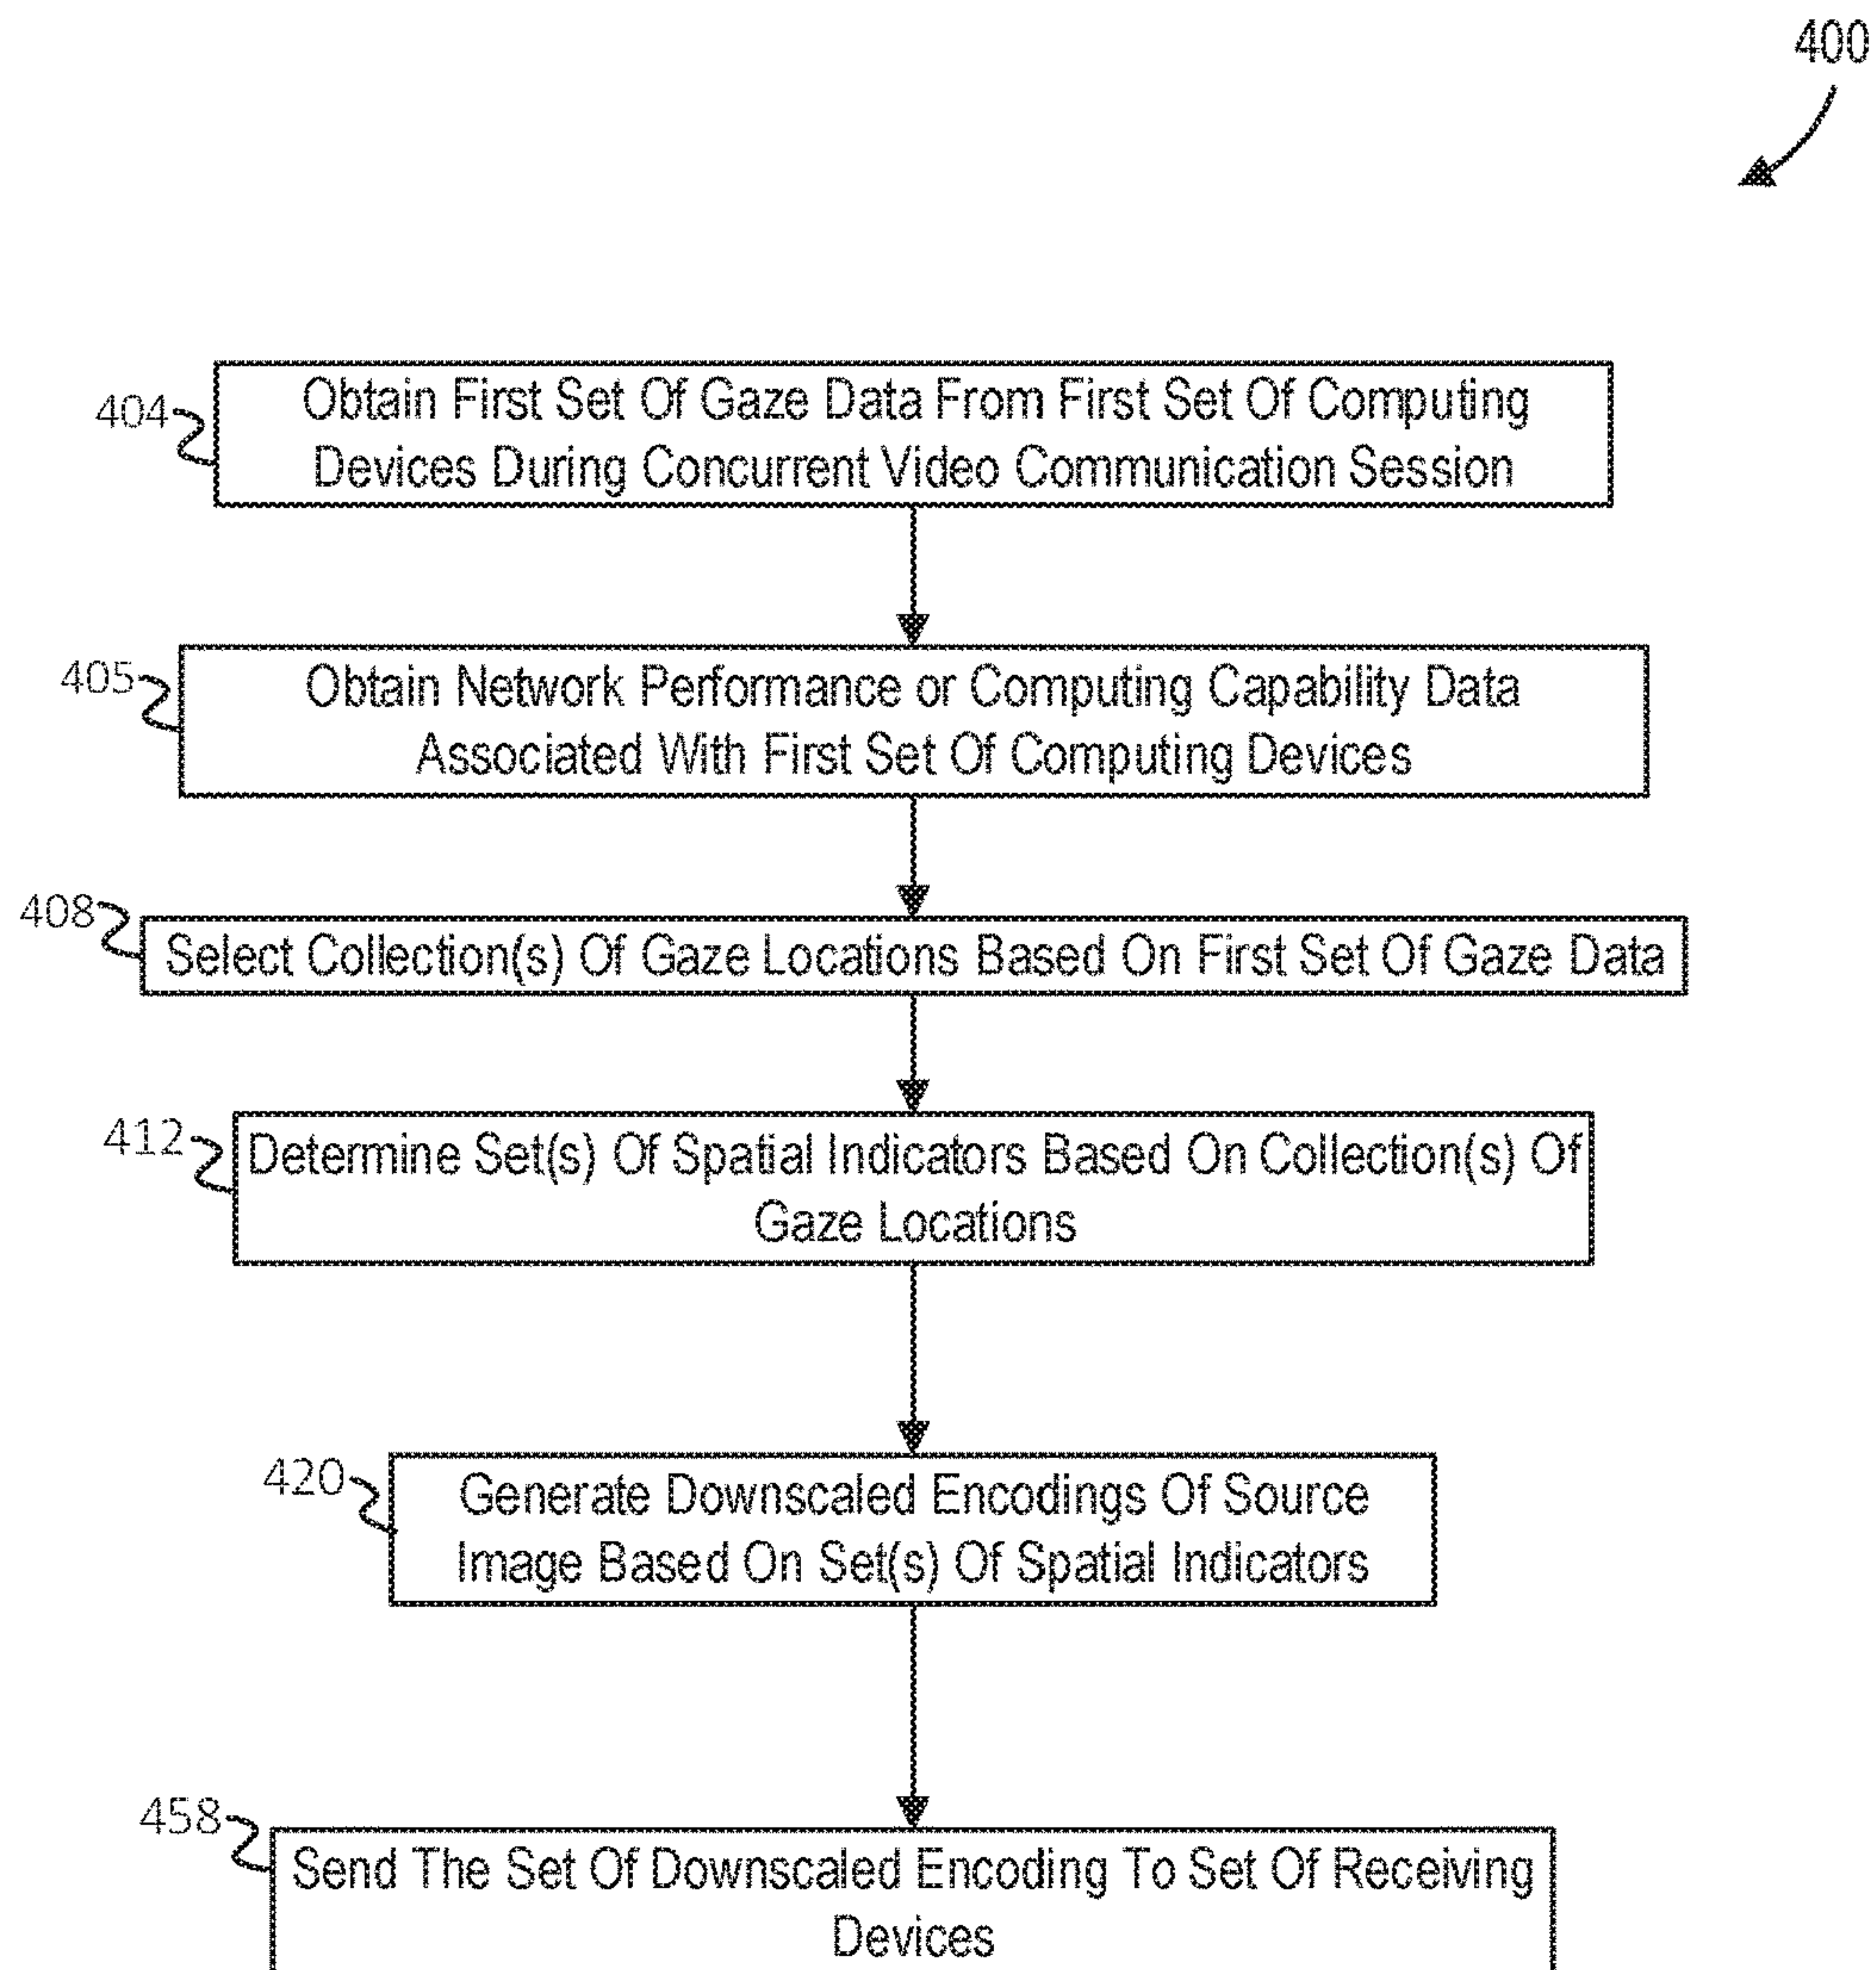 400
404
Obtain First Set Of Gaze Data From First Set Of Computing
Devices During Concurrent Video Communication Session
405
Obtain Network Performance or Computing Capability Data
Associated With First Set Of Computing Devices
408
Select Collection(s) Of Gaze Locations Based On First Set Of Gaze Data
412
Determine Set(s) Of Spatial Indicators Based On Collection(s) Of
Gaze Locations
420
Generate Downscaled Encodings Of Source
Image Based On Set(s) Of Spatial Indicators
458
Send The Set Of Downscaled Encoding To Set Of Receiving
Devices